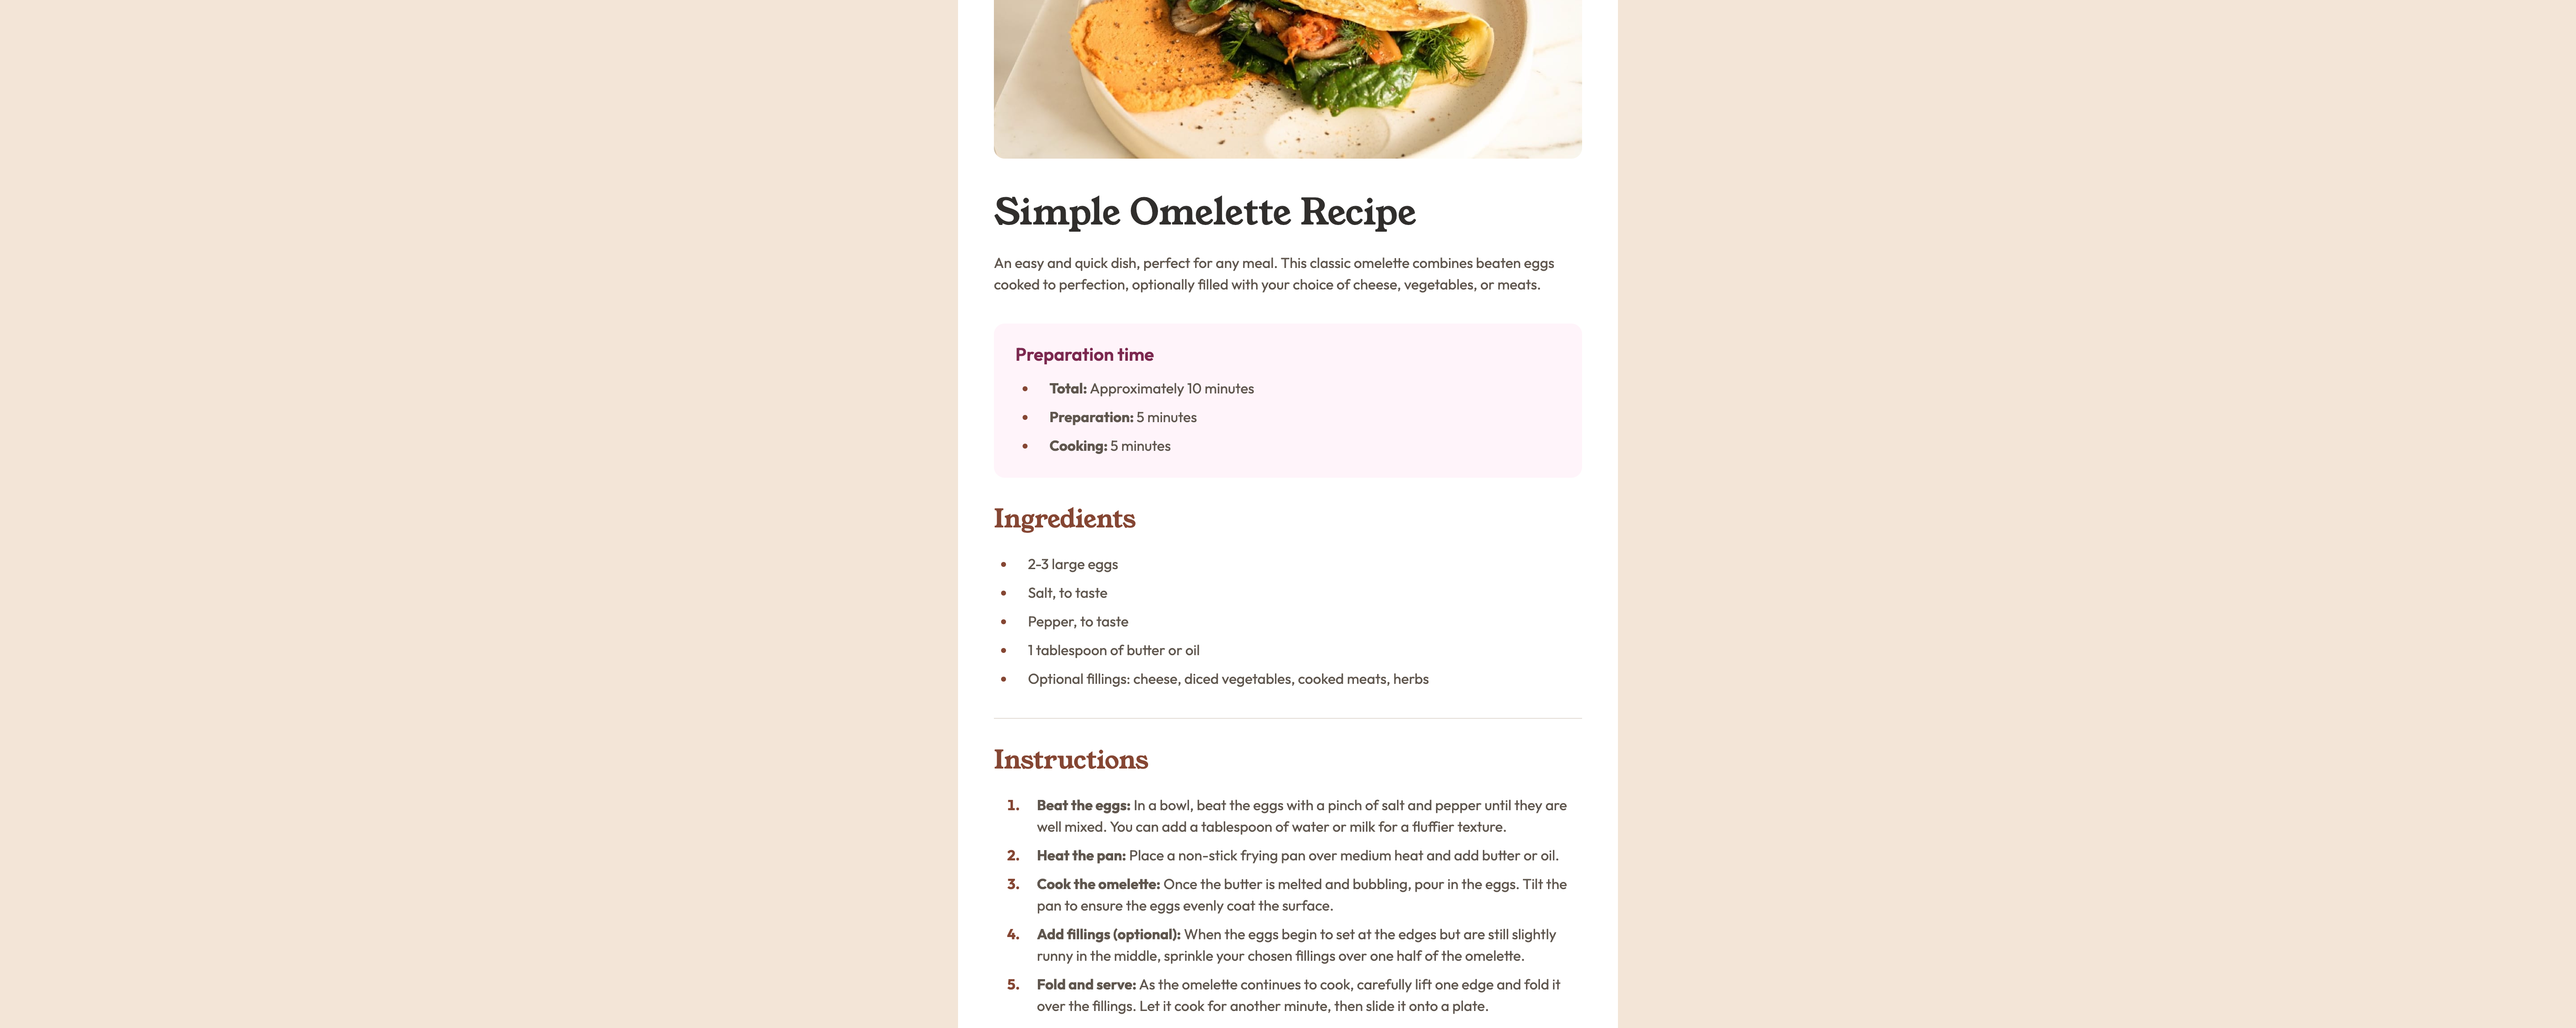 Simple Omelette Recipe
An easy and quick dish, perfect for any meal. This classic omelette combines beaten eggs
cooked to perfection, optionally filled with your choice of cheese, vegetables, or meats.
Preparation time
• Total: Approximately 10 minutes
• Preparation: 5 minutes
• Cooking: 5 minutes
Ingredients
• 2-3 large eggs
• Salt, to taste
• Pepper, to taste
• 1 tablespoon of butter or oil
• Optional fillings: cheese, diced vegetables, cooked meats, herbs
Instructions
1. Beat the eggs: In a bowl, beat the eggs with a pinch of salt and pepper until they are
well mixed. You can add a tablespoon of water or milk for a fluffier texture.
2. Heat the pan: Place a non-stick frying pan over medium heat and add butter or oil.
3. Cook the omelette: Once the butter is melted and bubbling, pour in the eggs. Tilt the
pan to ensure the eggs evenly coat the surface.
4. Add fillings (optional): When the eggs begin to set at the edges but are still slightly
runny in the middle, sprinkle your chosen fillings over one half of the omelette.
5. Fold and serve: As the omelette continues to cook, carefully lift one edge and fold it
over the fillings. Let it cook for another minute, then slide it onto a plate.